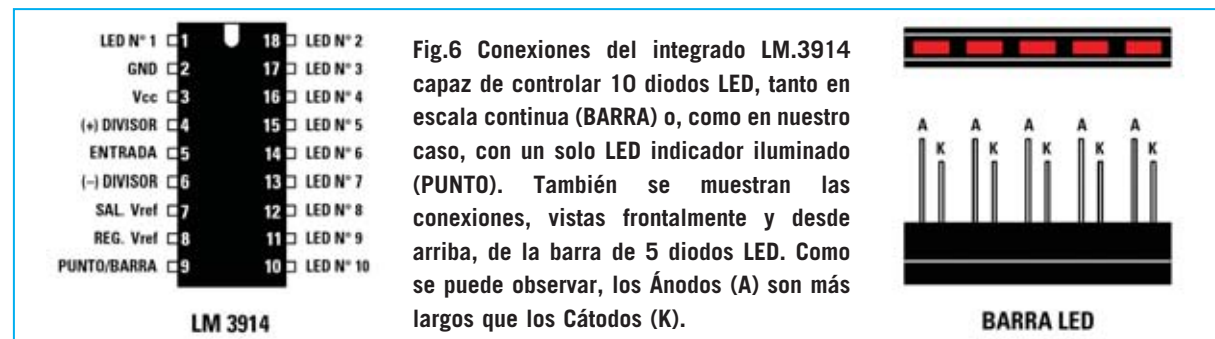 LED N° 1 1 18 LED N° 2
GND 2 17 LED N° 3
Vcc 3 16 LED N° 4
(+) DIVISOR 4 15 LED N° 5
ENTRADA 5 14 LED N° 6
(–) DIVISOR 6 13 LED N° 7
SAL. Vref 7 12 LED N° 8
REG. Vref 8 11 LED N° 9
PUNTO/BARRA 9 10 LED N° 10
LM 3914
Fig.6 Conexiones del integrado LM.3914
capaz de controlar 10 diodos LED, tanto en
escala continua (BARRA) o, como en nuestro
caso, con un solo LED indicador iluminado
(PUNTO). También se muestran las
conexiones, vistas frontalmente y desde
arriba, de la barra de 5 diodos LED. Como
se puede observar, los Ánodos (A) son más
largos que los Cátodos (K).
A A A A A
K K K K K
BARRA LED